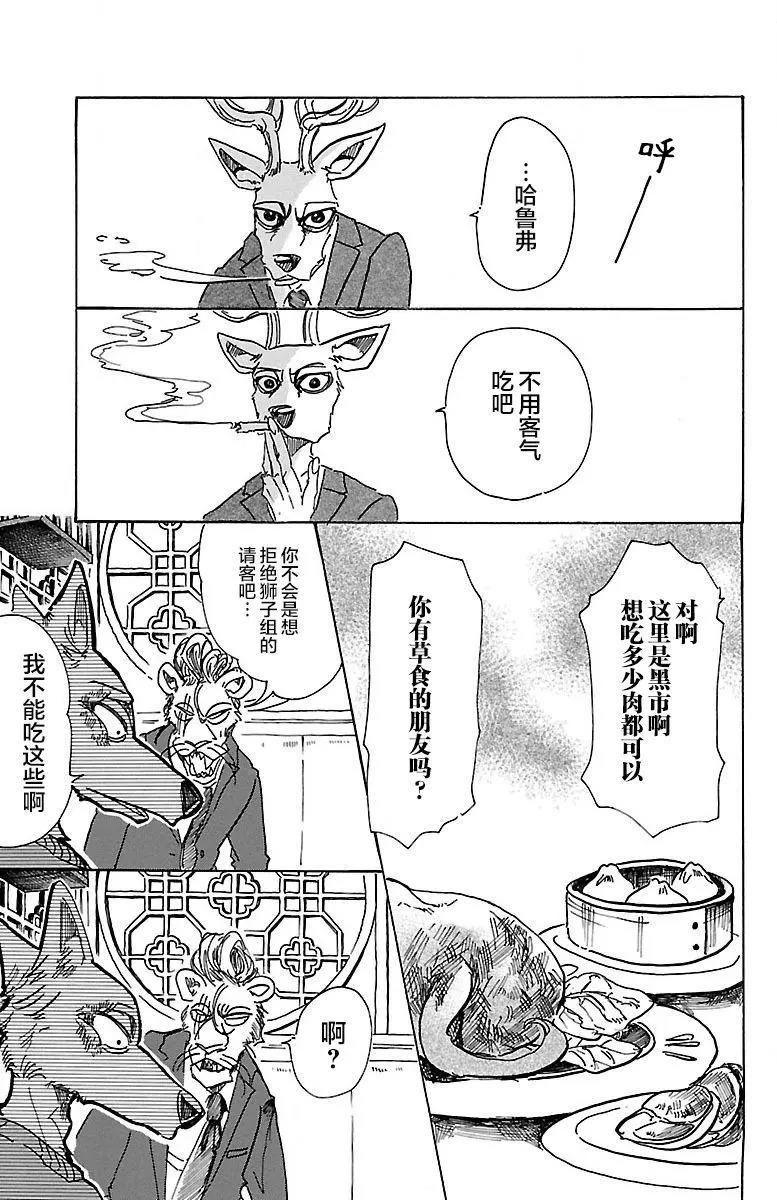 呼
…
哈鲁弗
不用客气
吃吧
对啊
这里是黑市啊
想吃多少肉都可以
你有草食的朋友吗？
你不会是想
拒绝狮子组的
请客吧…
我不能吃这些啊
啊？